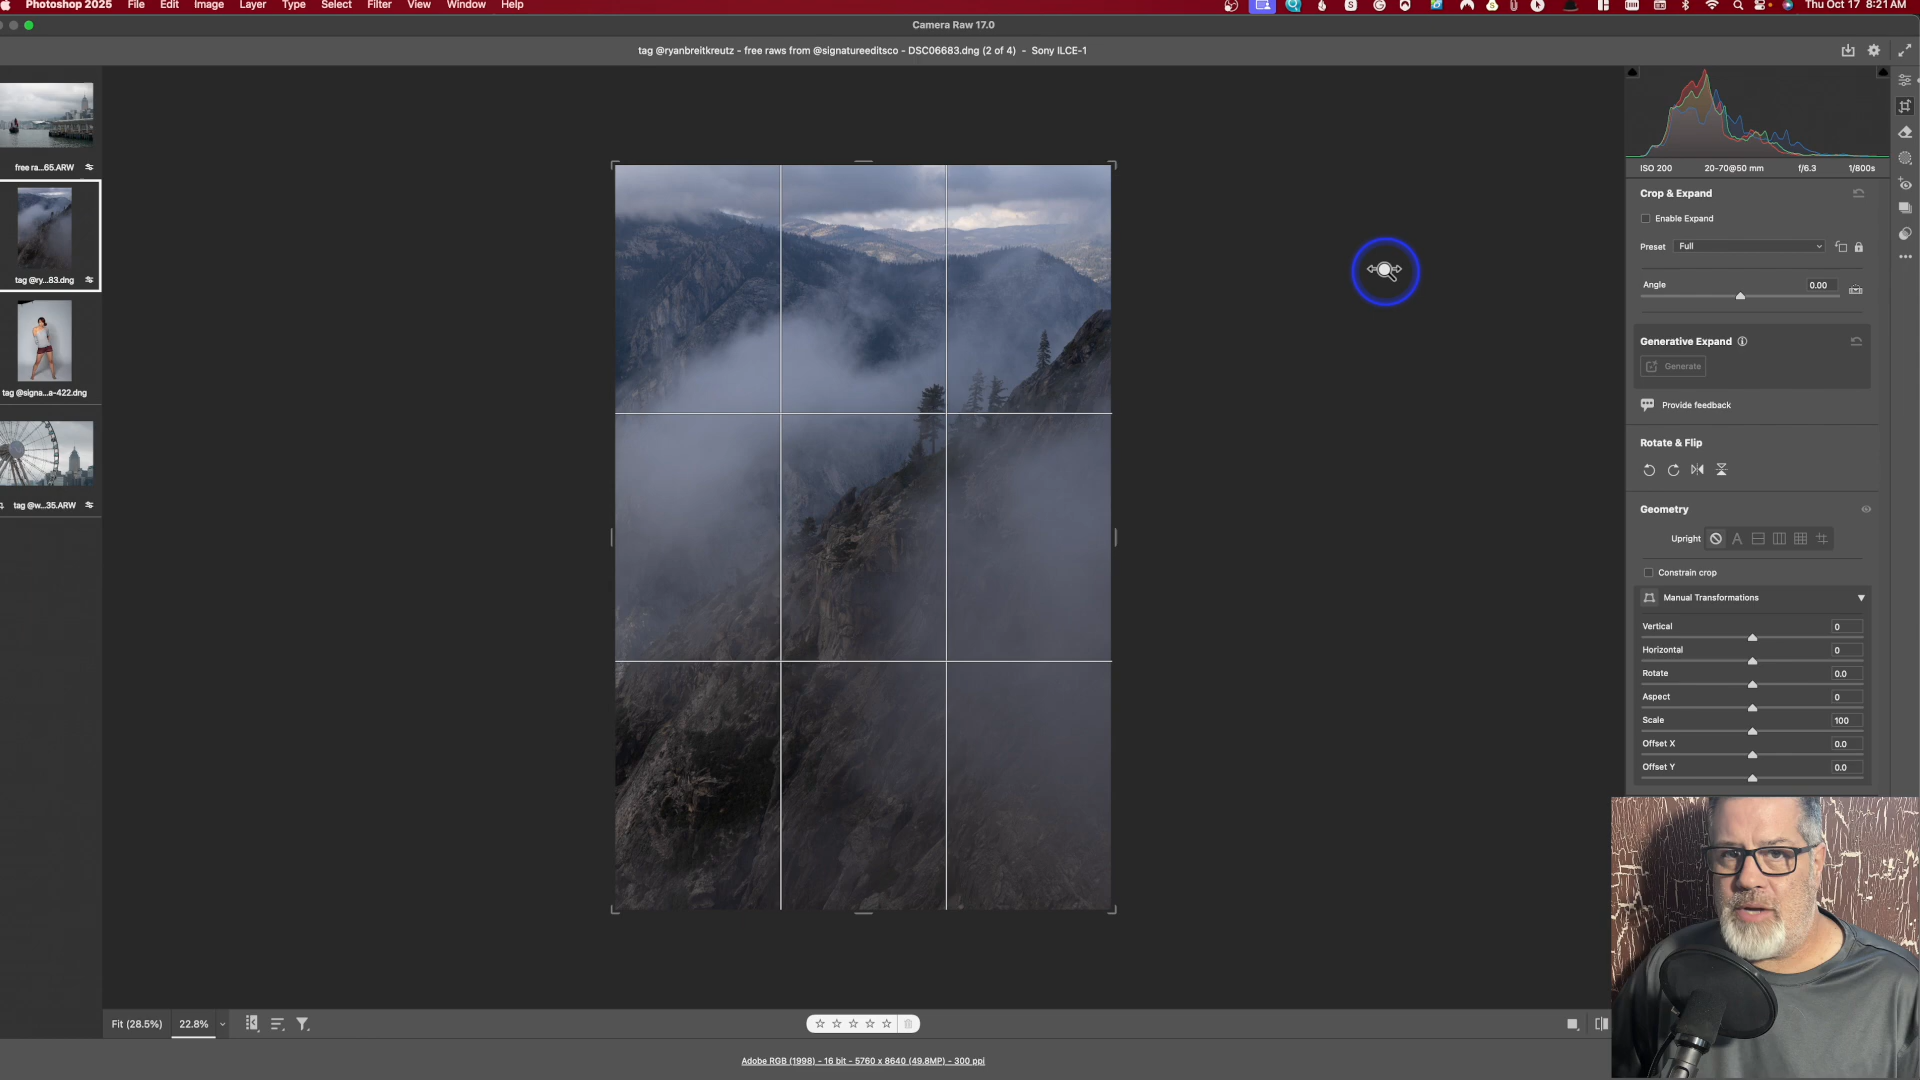 Photoshop 2025 File Edit Image Layer Type Select Filter View Window Help Thu Oct 17 8:21 AM
Camera Raw 17.0
tag @ryanbreitkreutz - free raws from @signatureeditsco - DSC06683.dng (2 of 4) - Sony ILCE-1
free ra...65.ARW
tag @ry...83.dng
tag @signa...a-422.dng
tag @w...35.ARW
ISO 200 20-70@50 mm f/6.3 1/800s
Crop & Expand
Enable Expand
Preset Full
Angle 0.00
Generative Expand
Generate
Provide feedback
Rotate & Flip
Geometry
Upright A
Constrain crop
Manual Transformations
Vertical 0
Horizontal 0
Rotate 0.0
Aspect 0
Scale 100
Offset X 0.0
Offset Y 0.0
Fit (28.5%) 22.8%
Adobe RGB (1998) - 16 bit - 5760 x 8640 (49.8MP) - 300 ppi